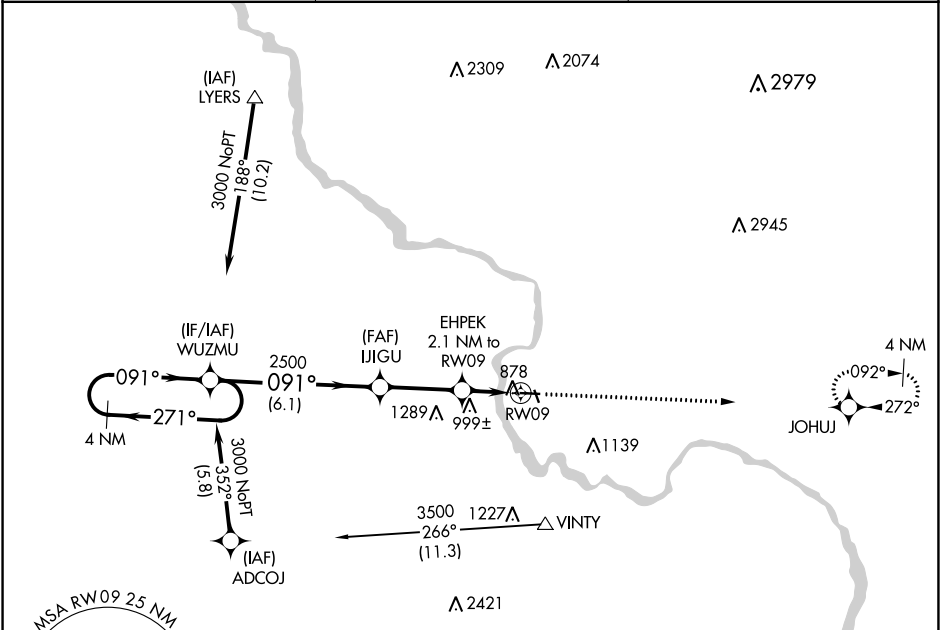 2309
2074
2979
(IAF)
LYERS
3000 NoPT
188°
(10.2)
2945
(IF/IAF)
WUZMU
091°
271°
4 NM
2500
091°
(6.1)
(FAF)
IJIGU
EHPEK
2.1 NM to
RW09
878
RW09
1289
999±
4 NM
092°
272°
JOHUJ
3000 NoPT
352°
(5.8)
(IAF)
ADCOJ
1139
3500
266°
(11.3)
1227
VINTY
2421
MSA RW09 25 NM